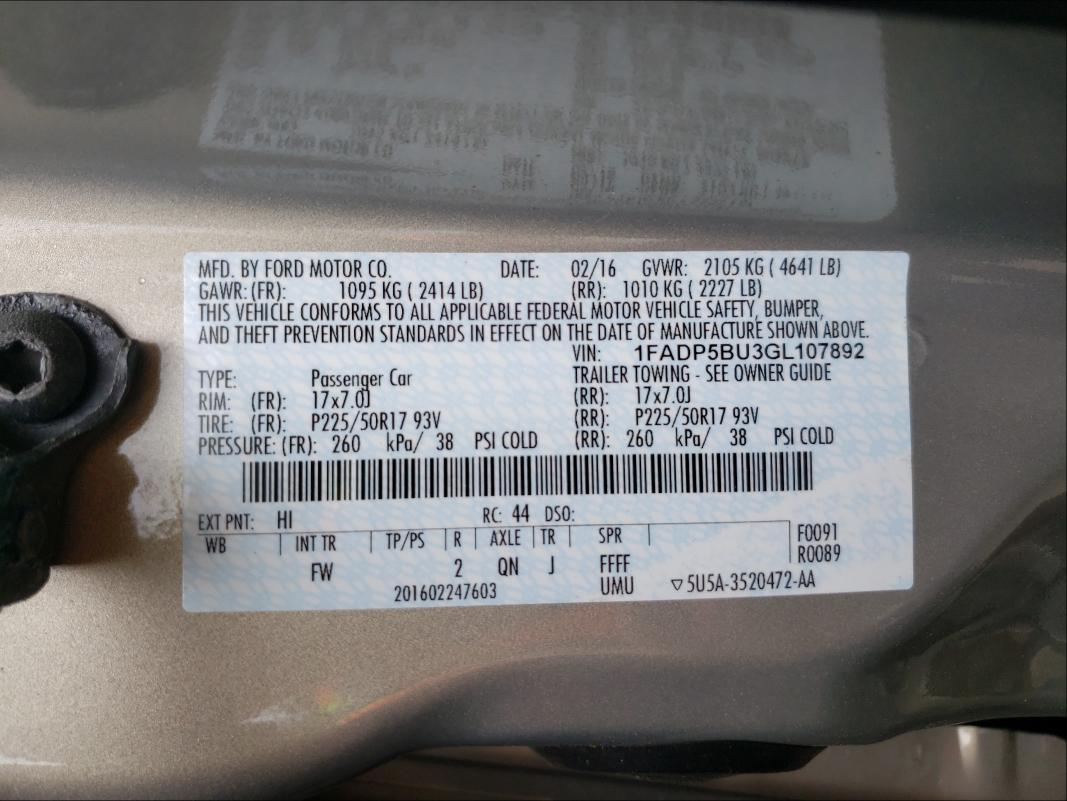 MFD. BY FORD MOTOR CO. DATE: 02/16 GVWR: 2105 KG ( 4641 LB)
GAWR: (FR): 1095 KG ( 2414 LB) (RR): 1010 KG ( 2227 LB)
THIS VEHICLE CONFORMS TO ALL APPLICABLE FEDERAL MOTOR VEHICLE SAFETY, BUMPER,
AND THEFT PREVENTION STANDARDS IN EFFECT ON THE DATE OF MANUFACTURE SHOWN ABOVE.
VIN: 1FADP5BU3GL107892
TYPE: Passenger Car TRAILER TOWING - SEE OWNER GUIDE
RIM: (FR): 17x7.0J (RR): 17x7.0J
TIRE: (FR): P225/50R17 93V (RR): P225/50R17 93V
PRESSURE: (FR): 260 kPa/ 38 PSI COLD (RR): 260 kPa/ 38 PSI COLD
EXT PNT: HI RC: 44 DSO:
WB INT TR TP/PS R AXLE TR SPR F0091
R0089
FW 2 QN J FFFF
201602247603 UMU ▽5U5A-3520472-AA